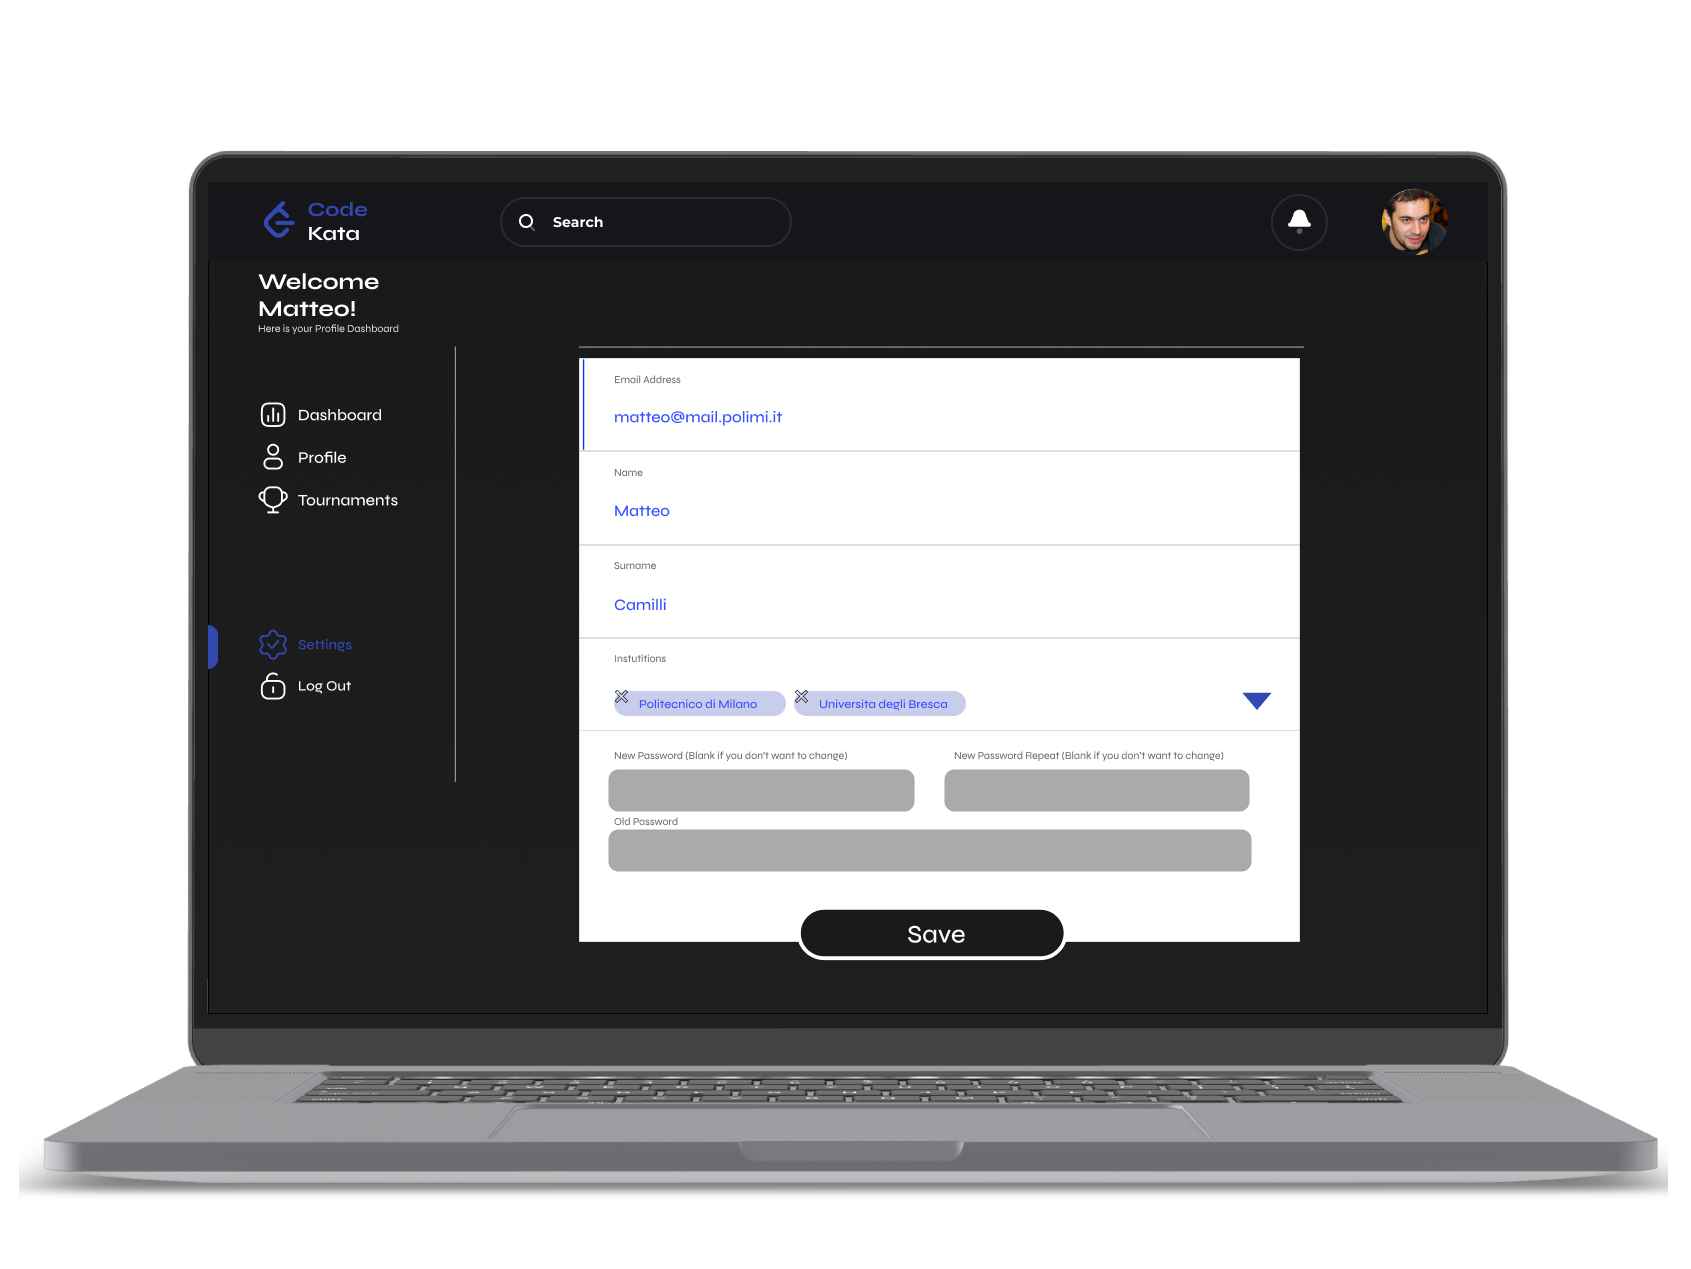 Code
Kata
Search
Welcome
Matteo!
Here is your Profile Dashboard
Dashboard
Profile
Tournaments
Settings
Log Out
Email Address
matteo@mail.polimi.it
Name
Matteo
Surname
Camilli
Instutitions
Politecnico di Milano
Universita degli Bresca
New Password (Blank if you don't want to change)
New Password Repeat (Blank if you don't want to change)
Old Password
Save